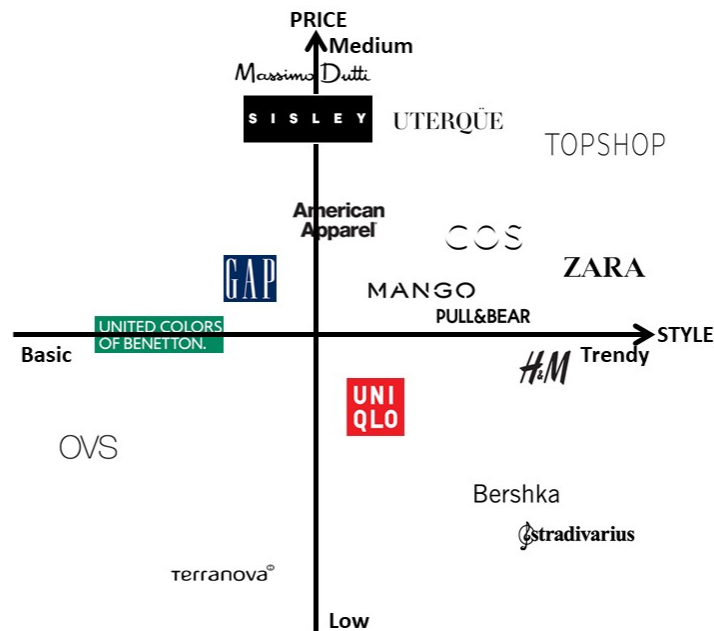 PRICE
Medium
Massimo Dutti
SISLEY
UTERQÜE
TOPSHOP
American
Apparel
COS
ZARA
GAP
MANGO
PULL&BEAR
UNITED COLORS
OF BENETTON.
STYLE
Basic
Trendy
H&M
UNI
QLO
OVS
Bershka
stradivarius
Terranova®
Low